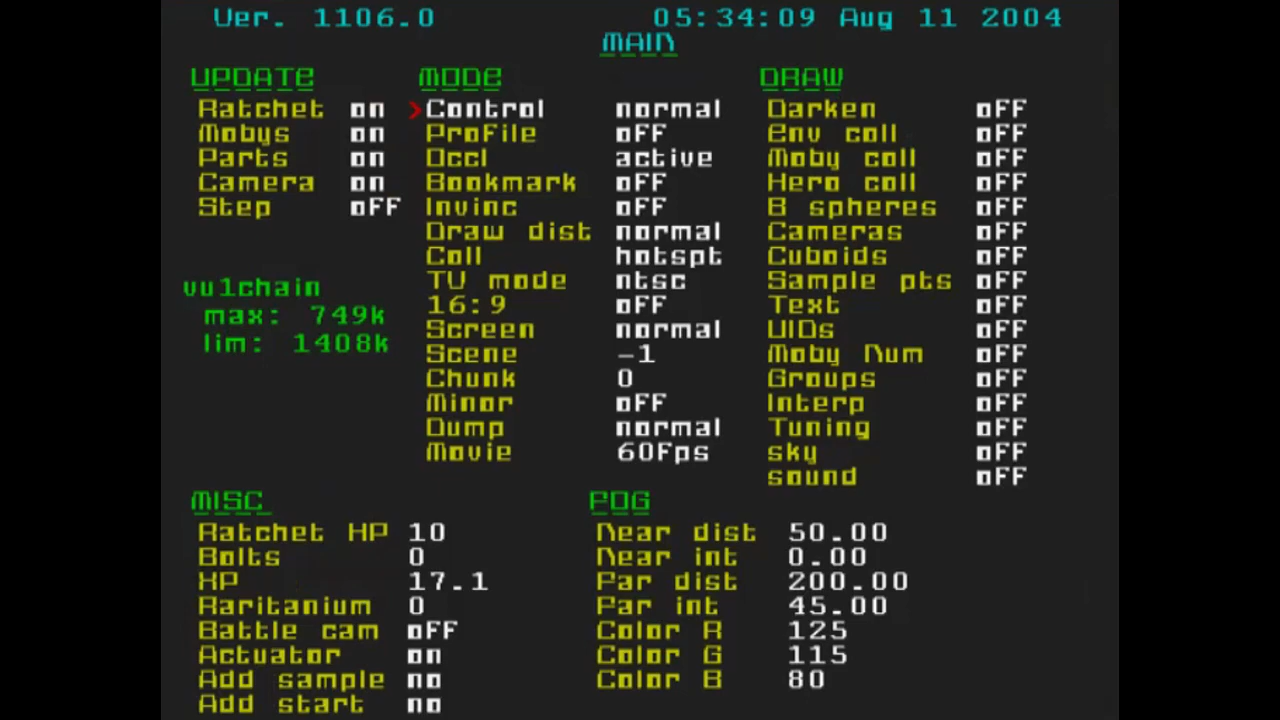 Ver. 1106.0 05:34:09 Aug 11 2004
MAIN
UPDATE
Ratchet on
Mobys on
Parts on
Camera on
Step oFF
vu1chain
max: 749k
lim: 1408k
MODE
>Control normal
ProFile oFF
Occl active
Bookmark oFF
Invinc oFF
Draw dist normal
Coll hotspt
TV mode ntsc
16:9 oFF
Screen normal
Scene -1
Chunk 0
Minor oFF
Dump normal
Movie 60Fps
DRAW
Darken oFF
Env coll oFF
Moby coll oFF
Hero coll oFF
B spheres oFF
Cameras oFF
Cuboids oFF
Sample pts oFF
Text oFF
UIDs oFF
Moby Num oFF
Groups oFF
Interp oFF
Tuning oFF
sky oFF
sound oFF
MISC
Ratchet HP 10
Bolts 0
XP 17.1
Raritanium 0
Battle cam oFF
Actuator on
Add sample no
Add start no
FOG
Near dist 50.00
Near int 0.00
Far dist 200.00
Far int 45.00
Color R 125
Color G 115
Color B 80